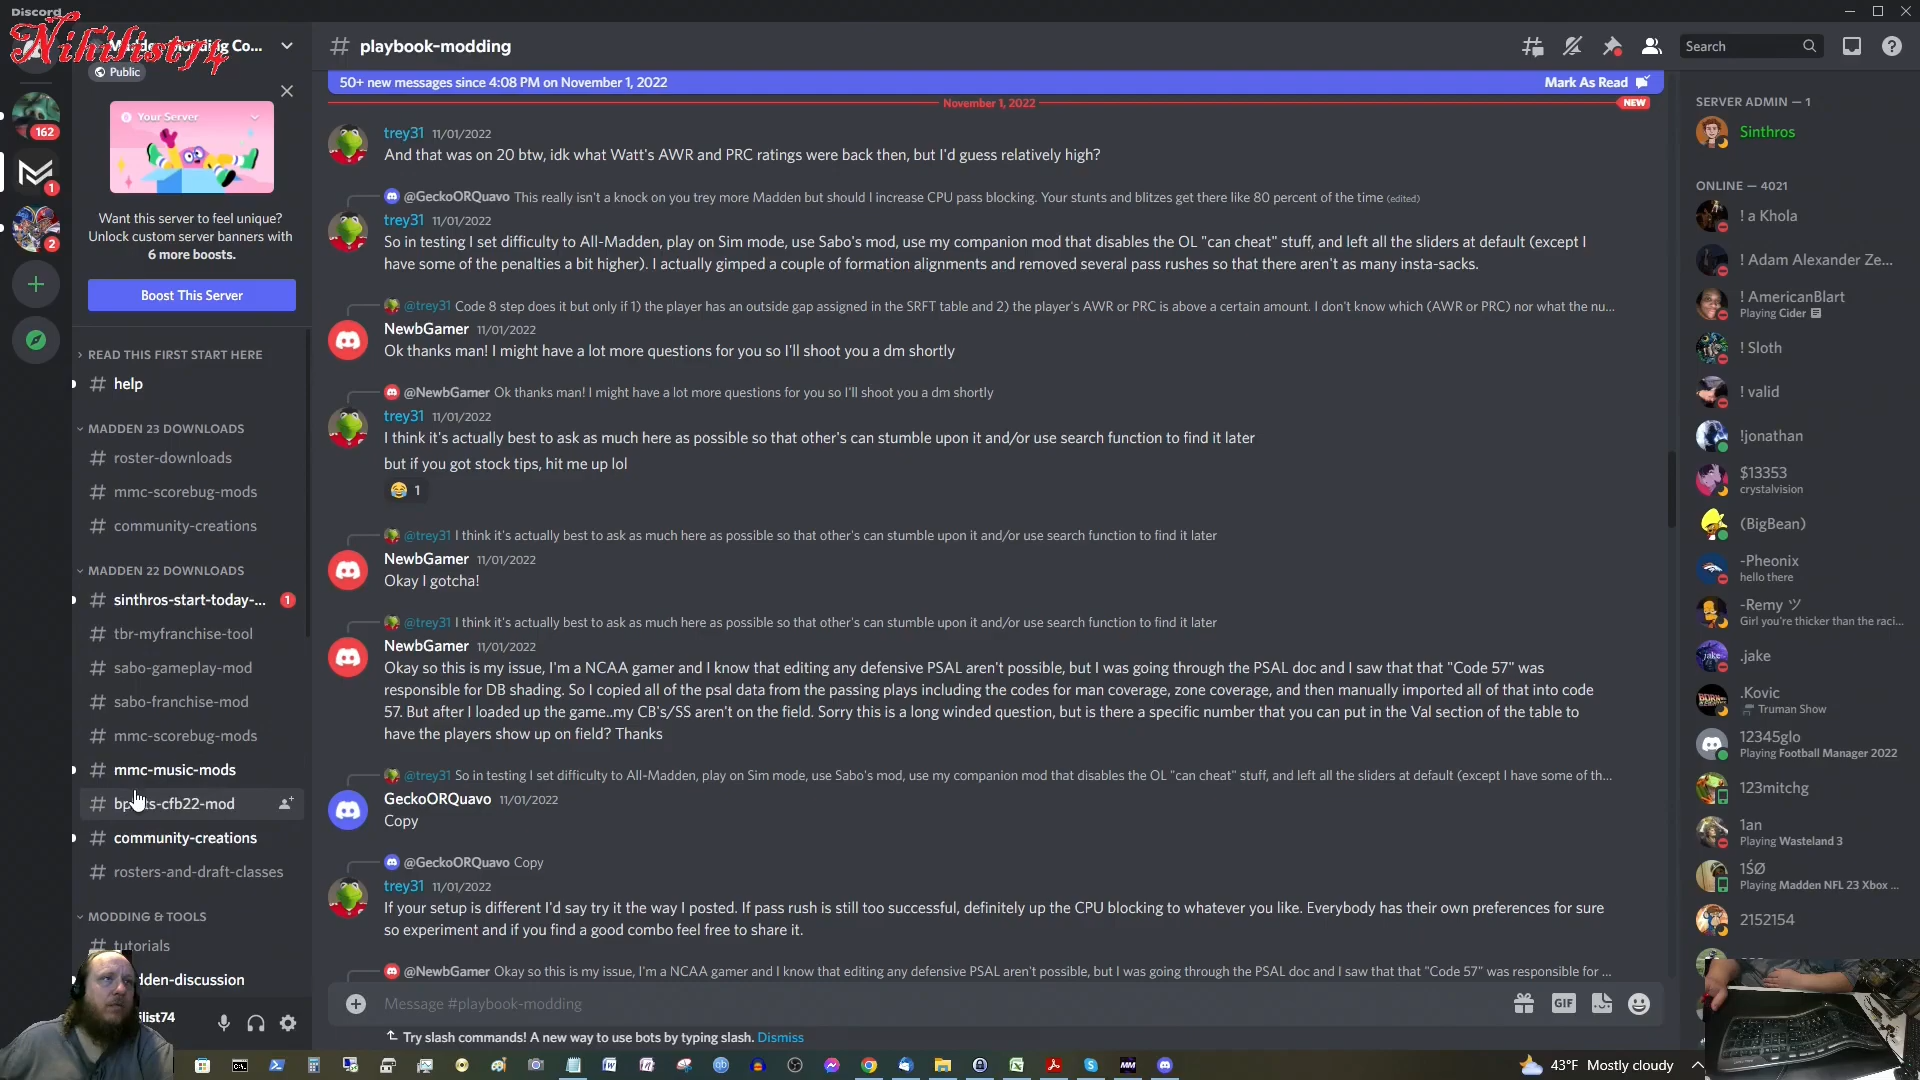 Discord
Nihilist74
Madden Modding Co...
Public
Your Server
Want this server to feel unique?
Unlock custom server banners with
6 more boosts.
Boost This Server
162
1
2
READ THIS FIRST START HERE
help
MADDEN 23 DOWNLOADS
roster-downloads
mmc-scorebug-mods
community-creations
MADDEN 22 DOWNLOADS
sinthros-start-today-... 1
tbr-myfranchise-tool
sabo-gameplay-mod
sabo-franchise-mod
mmc-scorebug-mods
mmc-music-mods
-cfb22-mod
community-creations
rosters-and-draft-classes
MODDING & TOOLS
tutorials
dden-discussion
ilist74
playbook-modding
Search
50+ new messages since 4:08 PM on November 1, 2022 Mark As Read
November 1, 2022 NEW
trey31 11/01/2022
And that was on 20 btw, idk what Watt's AWR and PRC ratings were back then, but I'd guess relatively high?
@GeckoORQuavo This really isn't a knock on you trey more Madden but should I increase CPU pass blocking. Your stunts and blitzes get there like 80 percent of the time (edited)
trey31 11/01/2022
So in testing I set difficulty to All-Madden, play on Sim mode, use Sabo's mod, use my companion mod that disables the OL "can cheat" stuff, and left all the sliders at default (except I
have some of the penalties a bit higher). I actually gimped a couple of formation alignments and removed several pass rushes so that there aren't as many insta-sacks.
@trey31 Code 8 step does it but only if 1) the player has an outside gap assigned in the SRFT table and 2) the player's AWR or PRC is above a certain amount. I don't know which (AWR or PRC) nor what the nu...
NewbGamer 11/01/2022
Ok thanks man! I might have a lot more questions for you so I'll shoot you a dm shortly
@NewbGamer Ok thanks man! I might have a lot more questions for you so I'll shoot you a dm shortly
trey31 11/01/2022
I think it's actually best to ask as much here as possible so that other's can stumble upon it and/or use search function to find it later
but if you got stock tips, hit me up lol
😂 1
@trey31 I think it's actually best to ask as much here as possible so that other's can stumble upon it and/or use search function to find it later
NewbGamer 11/01/2022
Okay I gotcha!
@trey31 I think it's actually best to ask as much here as possible so that other's can stumble upon it and/or use search function to find it later
NewbGamer 11/01/2022
Okay so this is my issue, I'm a NCAA gamer and I know that editing any defensive PSAL aren't possible, but I was going through the PSAL doc and I saw that that "Code 57" was
responsible for DB shading. So I copied all of the psal data from the passing plays including the codes for man coverage, zone coverage, and then manually imported all of that into code
57. But after I loaded up the game..my CB's/SS aren't on the field. Sorry this is a long winded question, but is there a specific number that you can put in the Val section of the table to
have the players show up on field? Thanks
@trey31 So in testing I set difficulty to All-Madden, play on Sim mode, use Sabo's mod, use my companion mod that disables the OL "can cheat" stuff, and left all the sliders at default (except I have some of th...
GeckoORQuavo 11/01/2022
Copy
@GeckoORQuavo Copy
trey31 11/01/2022
If your setup is different I'd say try it the way I posted. If pass rush is still too successful, definitely up the CPU blocking to whatever you like. Everybody has their own preferences for sure
so experiment and if you find a good combo feel free to share it.
@NewbGamer Okay so this is my issue, I'm a NCAA gamer and I know that editing any defensive PSAL aren't possible, but I was going through the PSAL doc and I saw that that "Code 57" was responsible for ...
Message #playbook-modding
GIF
Try slash commands! A new way to use bots by typing slash. Dismiss
SERVER ADMIN — 1
Sinthros
ONLINE — 4021
! a Khola
! Adam Alexander Ze...
! AmericanBlart
Playing Cider
! Sloth
! valid
!jonathan
$13353
crystalvision
(BigBean)
-Pheonix
hello there
-Remy ツ
Girl you're thicker than the raci...
.jake
.Kovic
Truman Show
12345glo
Playing Football Manager 2022
123mitchg
1an
Playing Wasteland 3
1ŚØ
Playing Madden NFL 23 Xbox ...
2152154
43°F Mostly cloudy